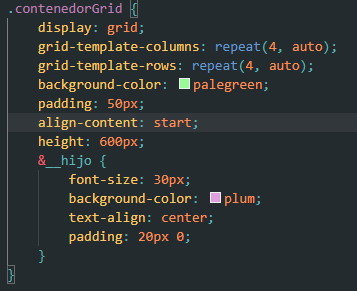 .contenedorGrid {
display: grid;
grid-template-columns: repeat(4, auto);
grid-template-rows: repeat(4, auto);
background-color: palegreen;
padding: 50px;
align-content: start;
height: 600px;
&__hijo {
font-size: 30px;
background-color: plum;
text-align: center;
padding: 20px 0;
}
}